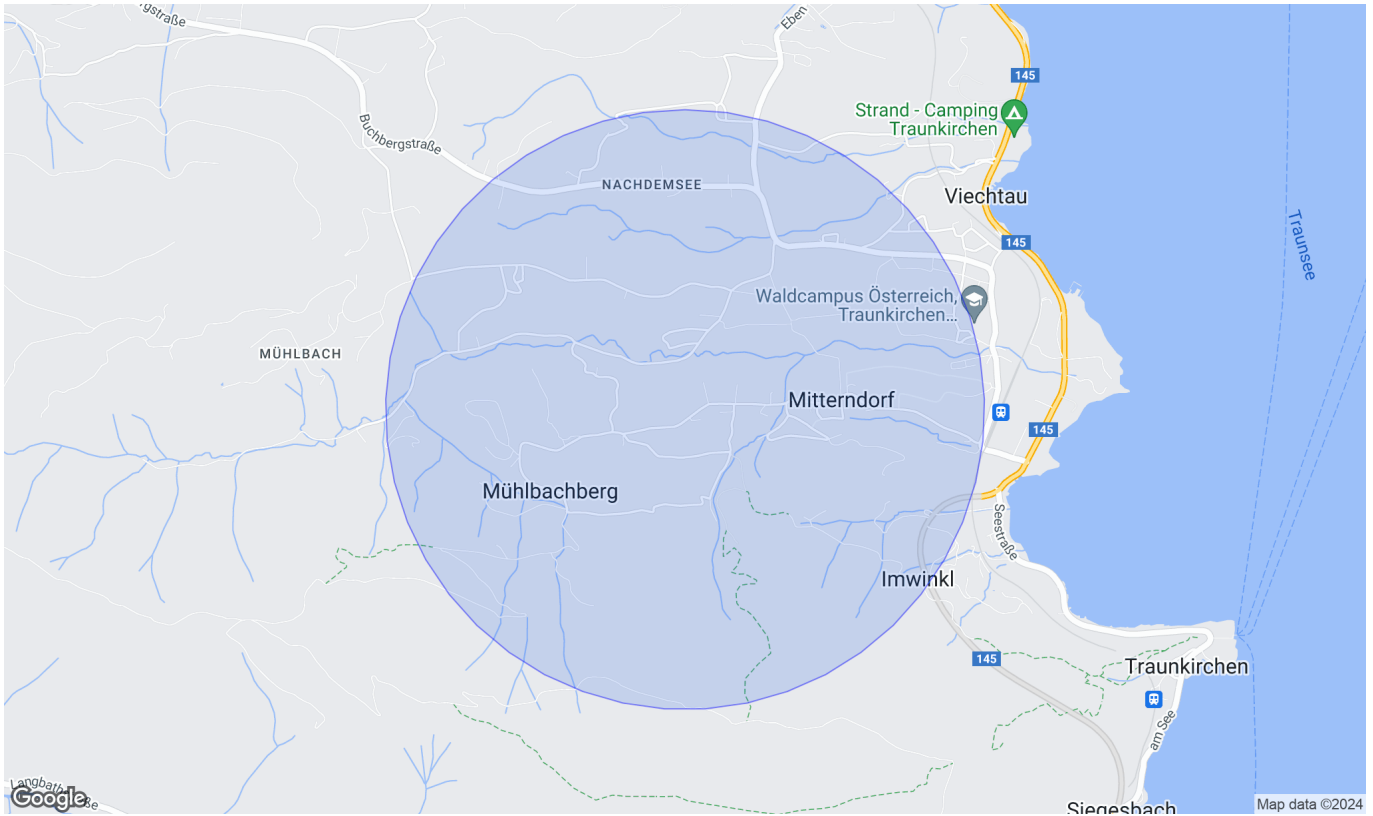 gstraße
Eben
145
Strand - Camping
Traunkirchen
Buchbergstraße
NACHDEMSEE
Viechtau
145
Traunsee
Waldcampus Österreich,
Traunkirchen...
MÜHLBACH
Mitterndorf
145
Mühlbachberg
Seestraße
Imwinkl
145
Traunkirchen
am See
Siegesbach
Google
Map data ©2024